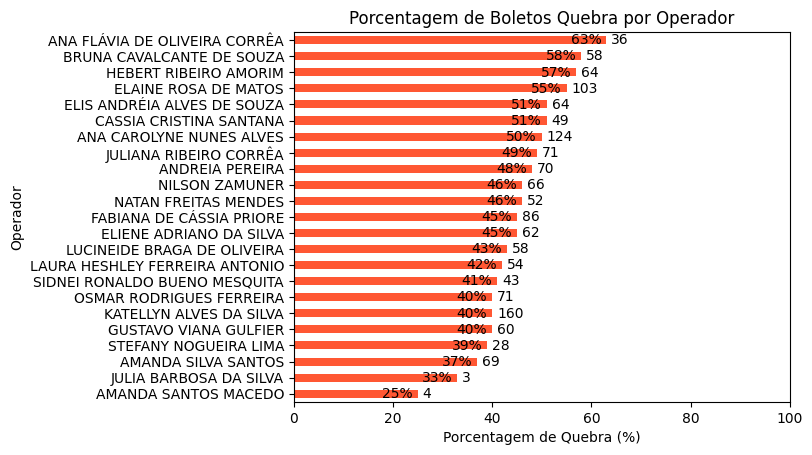 Porcentagem de Boletos Quebra por Operador
ANA FLÁVIA DE OLIVEIRA CORRÊA 63% 36
BRUNA CAVALCANTE DE SOUZA 58% 58
HEBERT RIBEIRO AMORIM 57% 64
ELAINE ROSA DE MATOS 55% 103
ELIS ANDRÉIA ALVES DE SOUZA 51% 64
CASSIA CRISTINA SANTANA 51% 49
ANA CAROLYNE NUNES ALVES 50% 124
JULIANA RIBEIRO CORRÊA 49% 71
ANDREIA PEREIRA 48% 70
NILSON ZAMUNER 46% 66
NATAN FREITAS MENDES 46% 52
FABIANA DE CÁSSIA PRIORE 45% 86
ELIENE ADRIANO DA SILVA 45% 62
LUCINEIDE BRAGA DE OLIVEIRA 43% 58
LAURA HESHLEY FERREIRA ANTONIO 42% 54
SIDNEI RONALDO BUENO MESQUITA 41% 43
OSMAR RODRIGUES FERREIRA 40% 71
KATELLYN ALVES DA SILVA 40% 160
GUSTAVO VIANA GULFIER 40% 60
STEFANY NOGUEIRA LIMA 39% 28
AMANDA SILVA SANTOS 37% 69
JULIA BARBOSA DA SILVA 33% 3
AMANDA SANTOS MACEDO 25% 4
Operador
0 20 40 60 80 100
Porcentagem de Quebra (%)